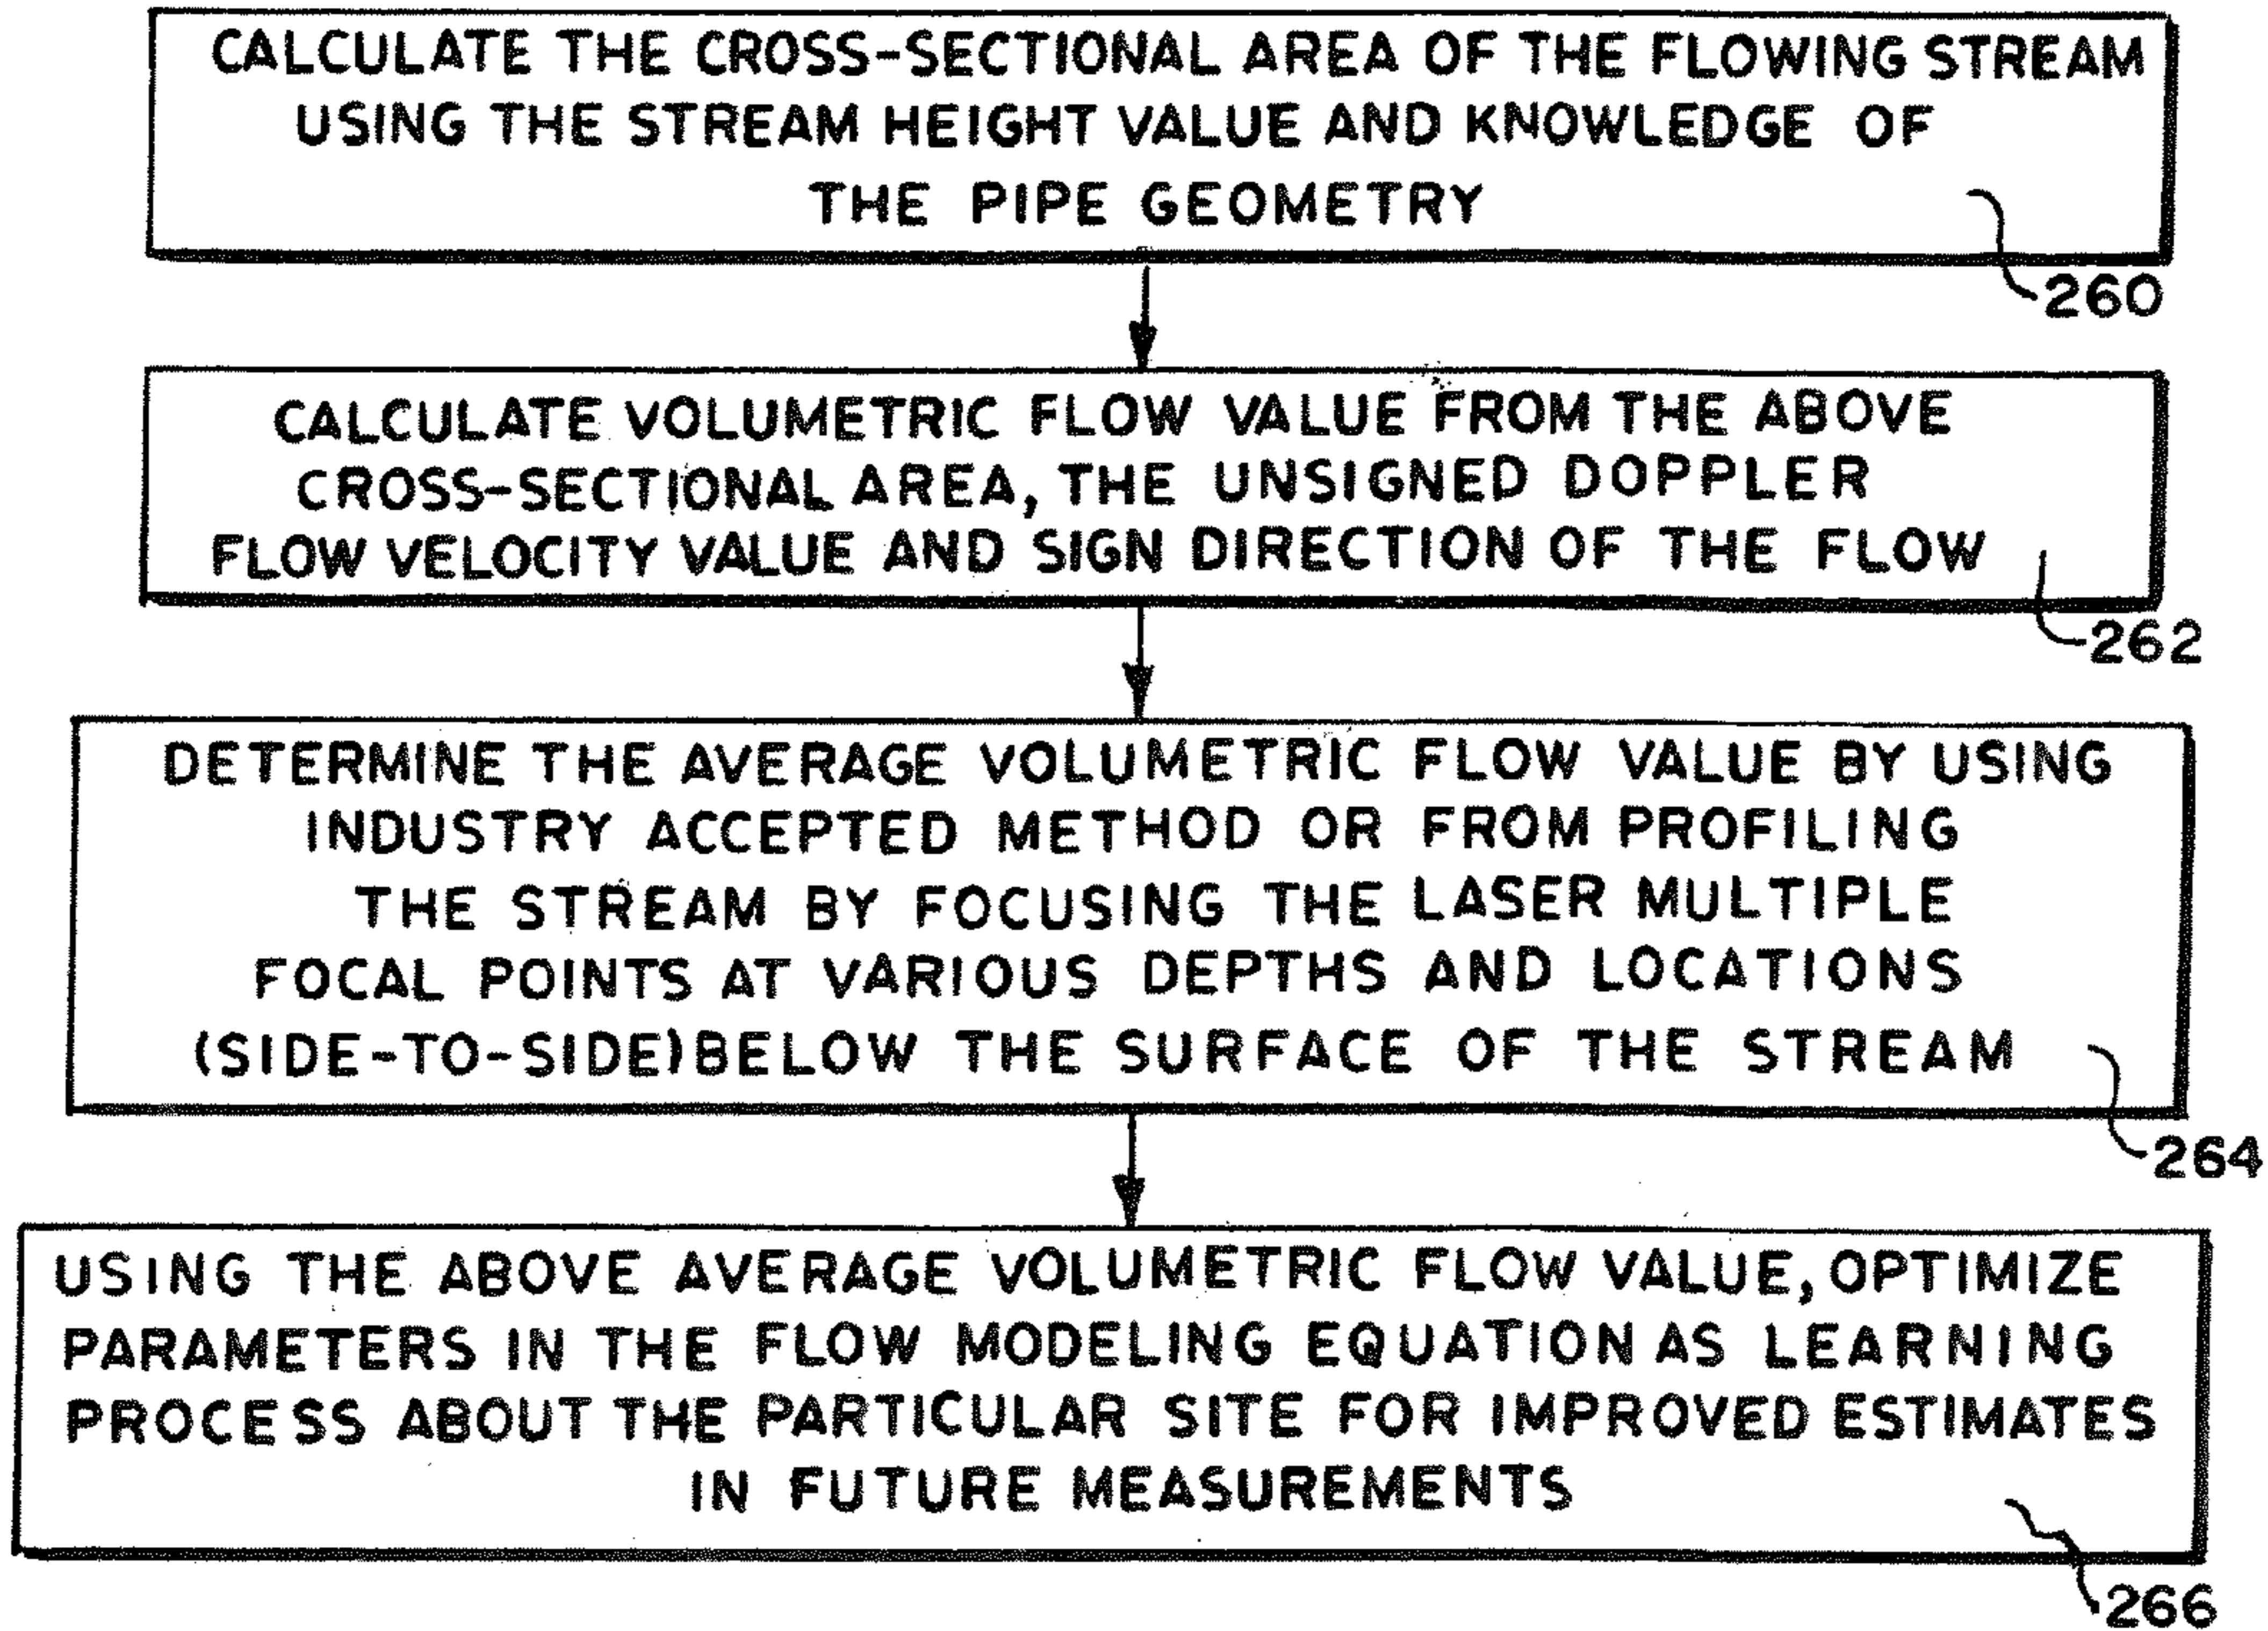 CALCULATE THE CROSS-SECTIONAL AREA OF THE FLOWING STREAM
USING THE STREAM HEIGHT VALUE AND KNOWLEDGE OF
THE PIPE GEOMETRY
260
CALCULATE VOLUMETRIC FLOW VALUE FROM THE ABOVE
CROSS-SECTIONAL AREA, THE UNSIGNED DOPPLER
FLOW VELOCITY VALUE AND SIGN DIRECTION OF THE FLOW
262
DETERMINE THE AVERAGE VOLUMETRIC FLOW VALUE BY USING
INDUSTRY ACCEPTED METHOD OR FROM PROFILING
THE STREAM BY FOCUSING THE LASER MULTIPLE
FOCAL POINTS AT VARIOUS DEPTHS AND LOCATIONS
(SIDE-TO-SIDE) BELOW THE SURFACE OF THE STREAM
264
USING THE ABOVE AVERAGE VOLUMETRIC FLOW VALUE, OPTIMIZE
PARAMETERS IN THE FLOW MODELING EQUATION AS LEARNING
PROCESS ABOUT THE PARTICULAR SITE FOR IMPROVED ESTIMATES
IN FUTURE MEASUREMENTS
266